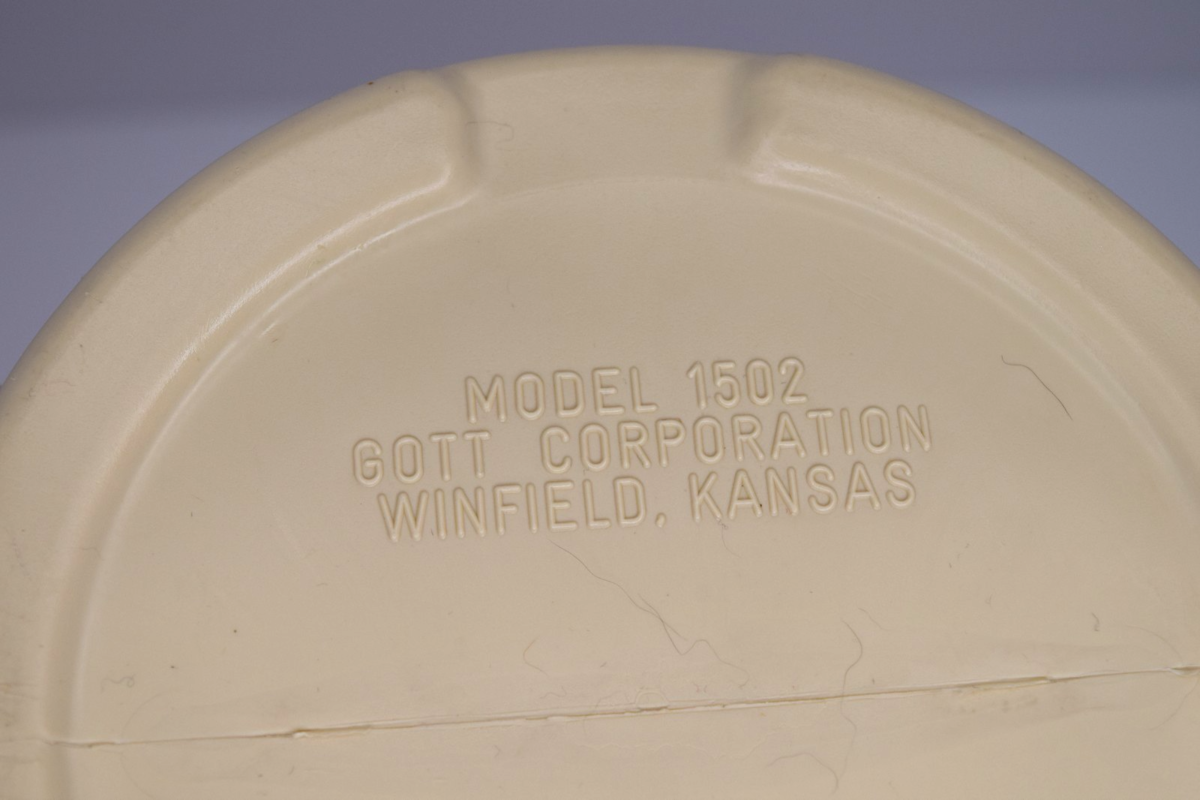 MODEL 1502
GOTT CORPORATION
WINFIELD, KANSAS